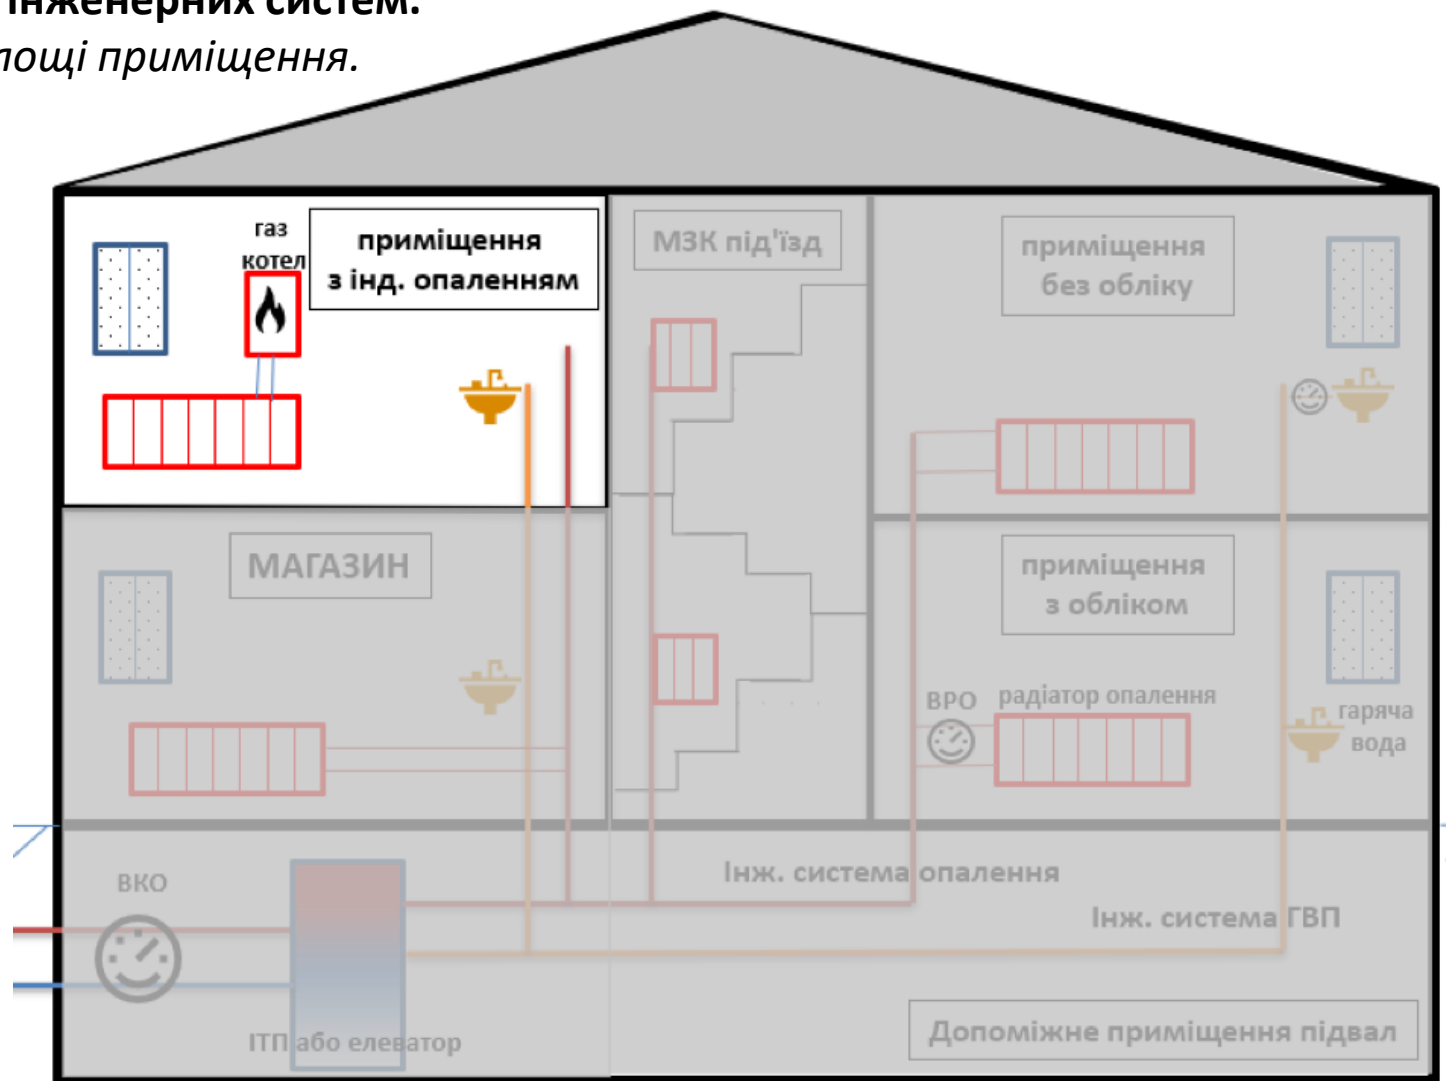 інженерних систем.
лощі приміщення.
газ
котел
приміщення
з інд. опаленням
МЗК під'їзд
приміщення
без обліку
МАГАЗИН
приміщення
з обліком
ВРО
радіатор опалення
гаряча
вода
ВКО
Інж. система опалення
Інж. система ГВП
ІТП або елеватор
Допоміжне приміщення підвал